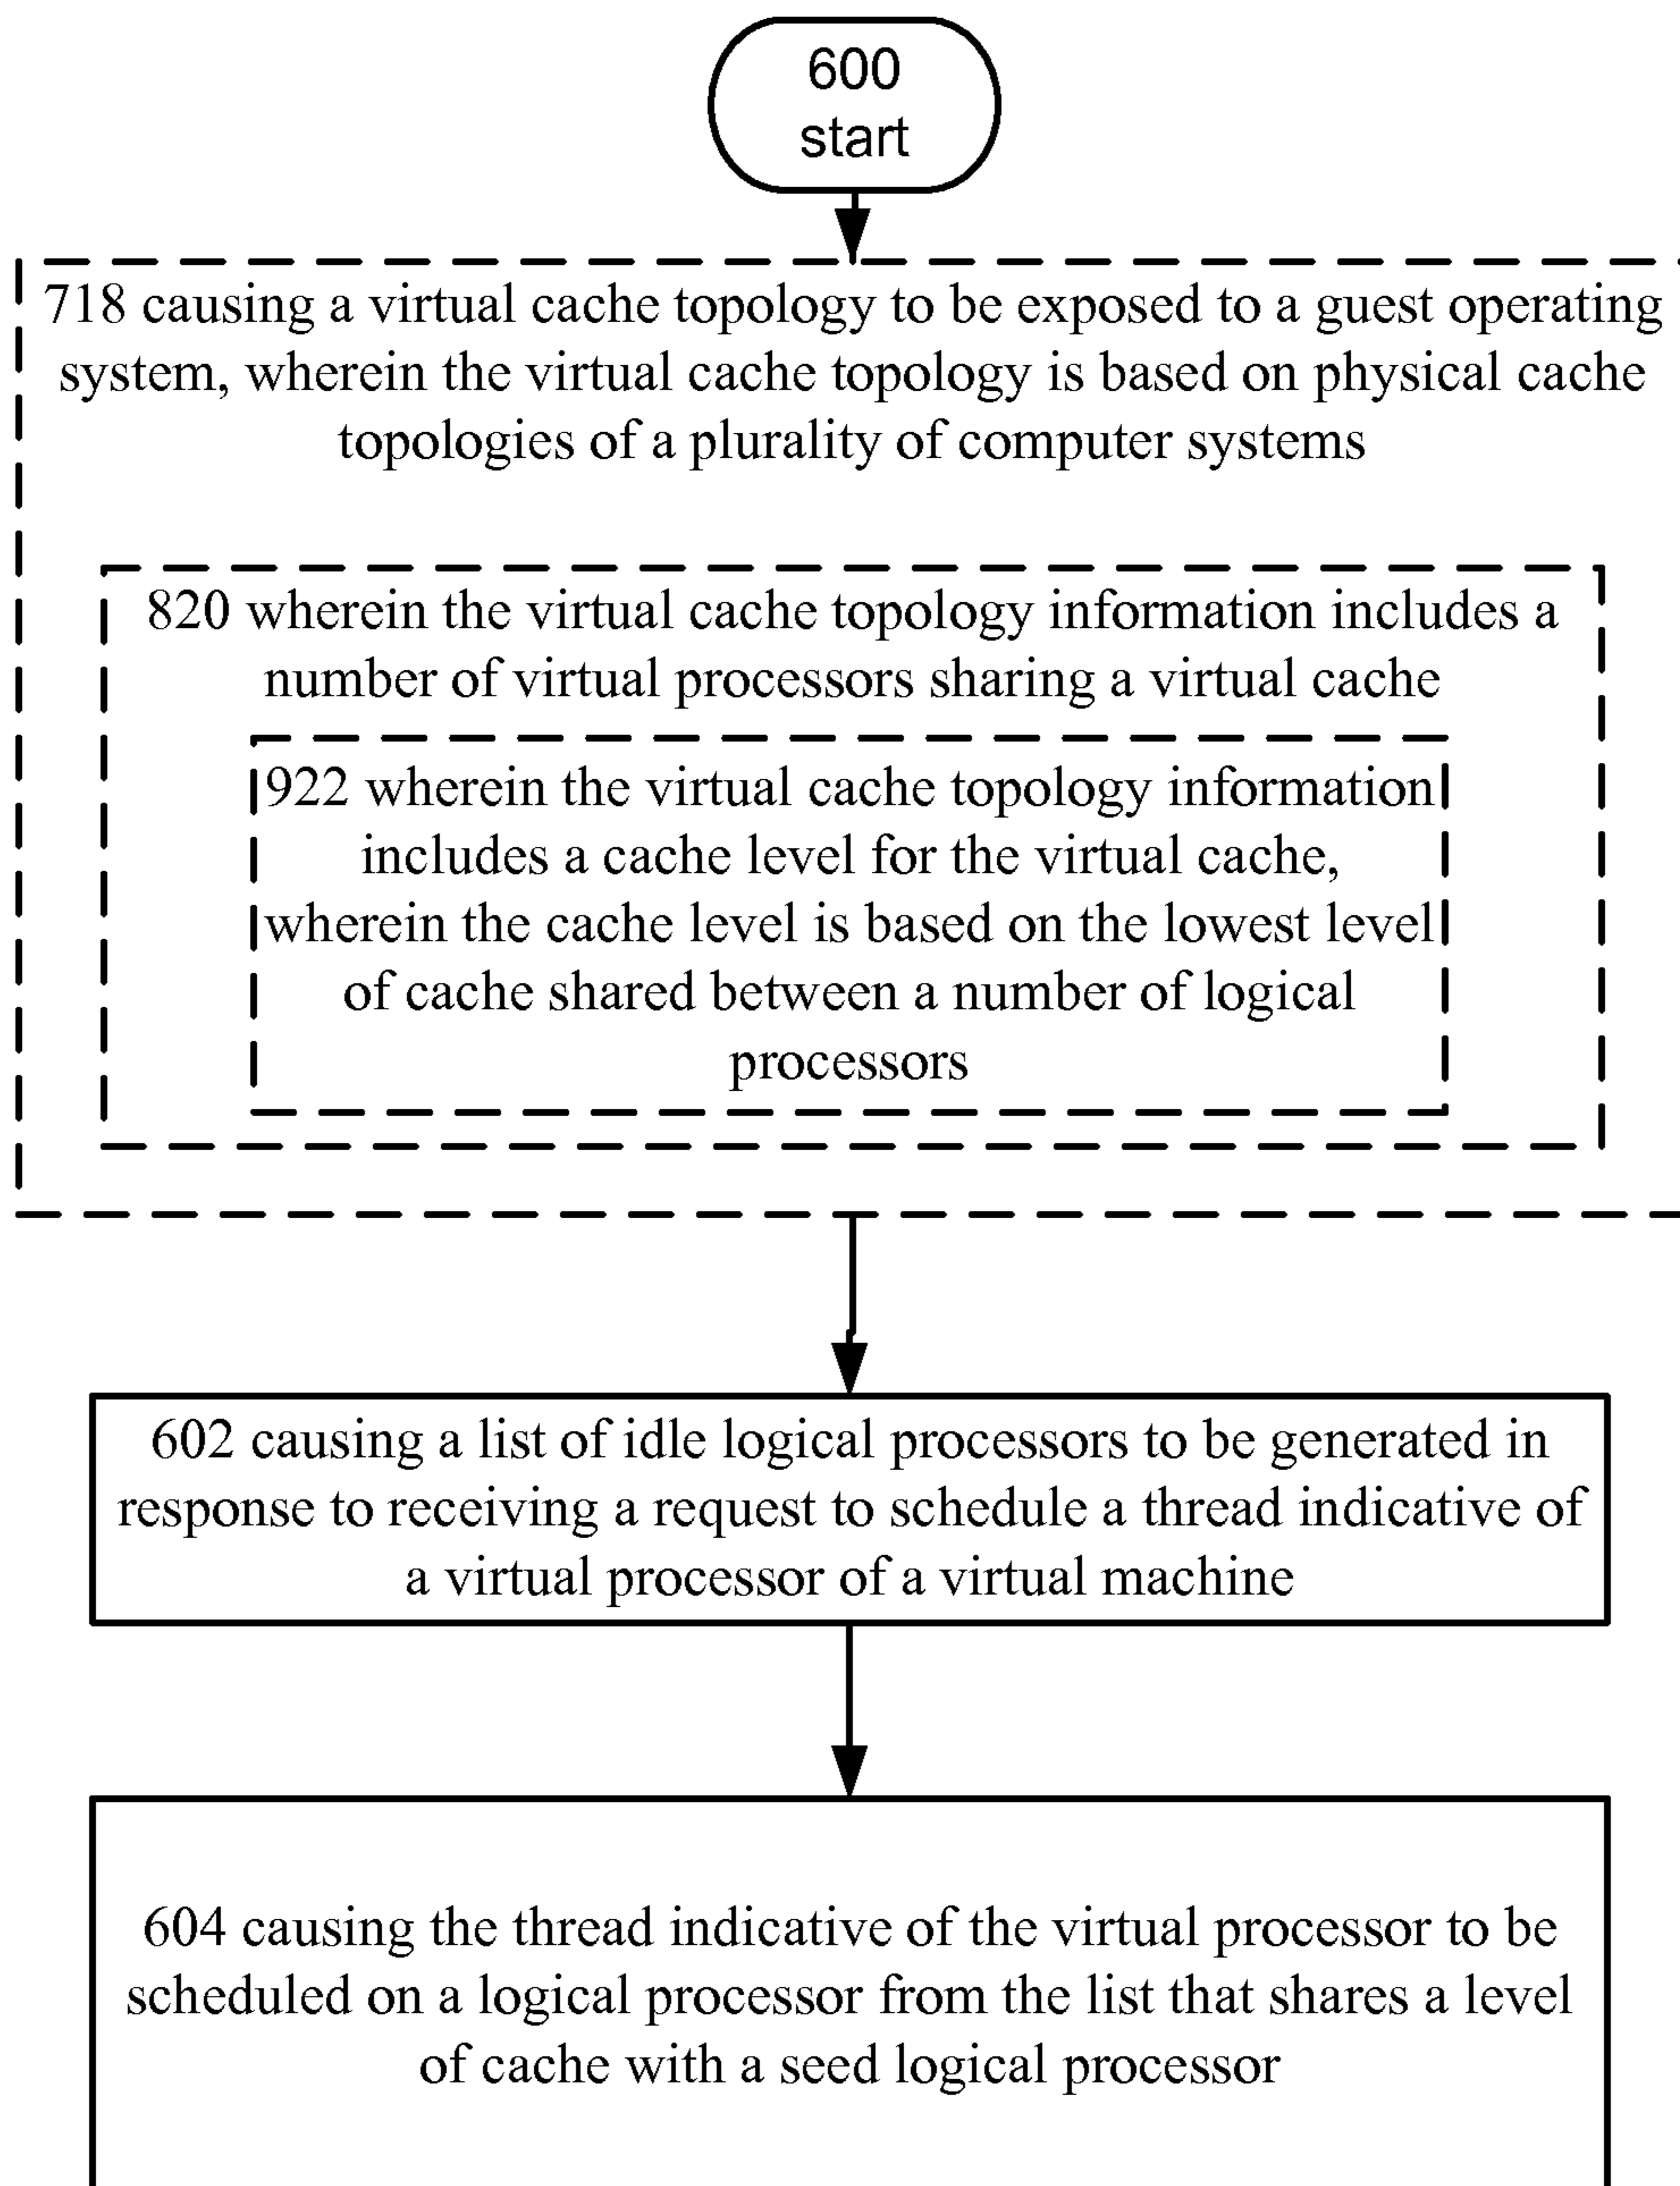 600
start
718 causing a virtual cache topology to be exposed to a guest operating
system, wherein the virtual cache topology is based on physical cache
topologies of a plurality of computer systems
820 wherein the virtual cache topology information includes a
number of virtual processors sharing a virtual cache
922 wherein the virtual cache topology information
includes a cache level for the virtual cache,
wherein the cache level is based on the lowest level
of cache shared between a number of logical
processors
602 causing a list of idle logical processors to be generated in
response to receiving a request to schedule a thread indicative of
a virtual processor of a virtual machine
604 causing the thread indicative of the virtual processor to be
scheduled on a logical processor from the list that shares a level
of cache with a seed logical processor